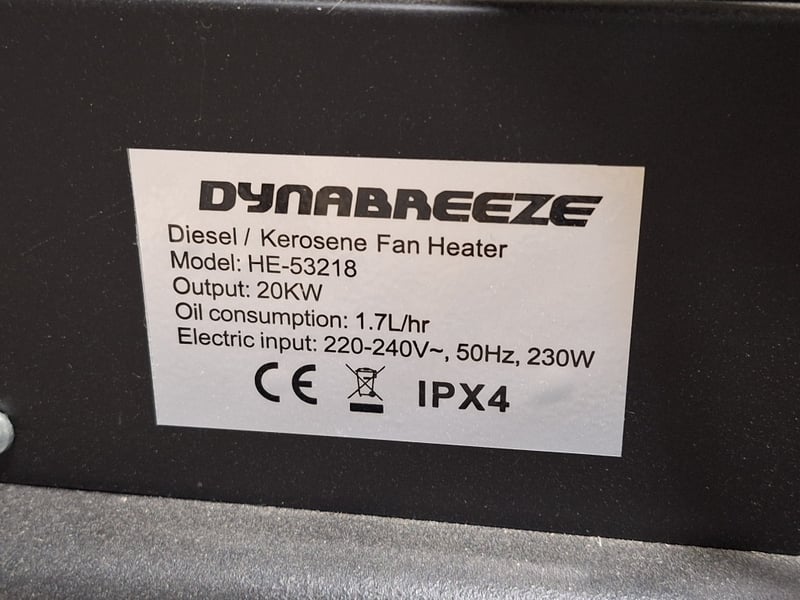 DYNABREEZE
Diesel / Kerosene Fan Heater
Model: HE-53218
Output: 20KW
Oil consumption: 1.7L/hr
Electric input: 220-240V~, 50Hz, 230W
CE IPX4